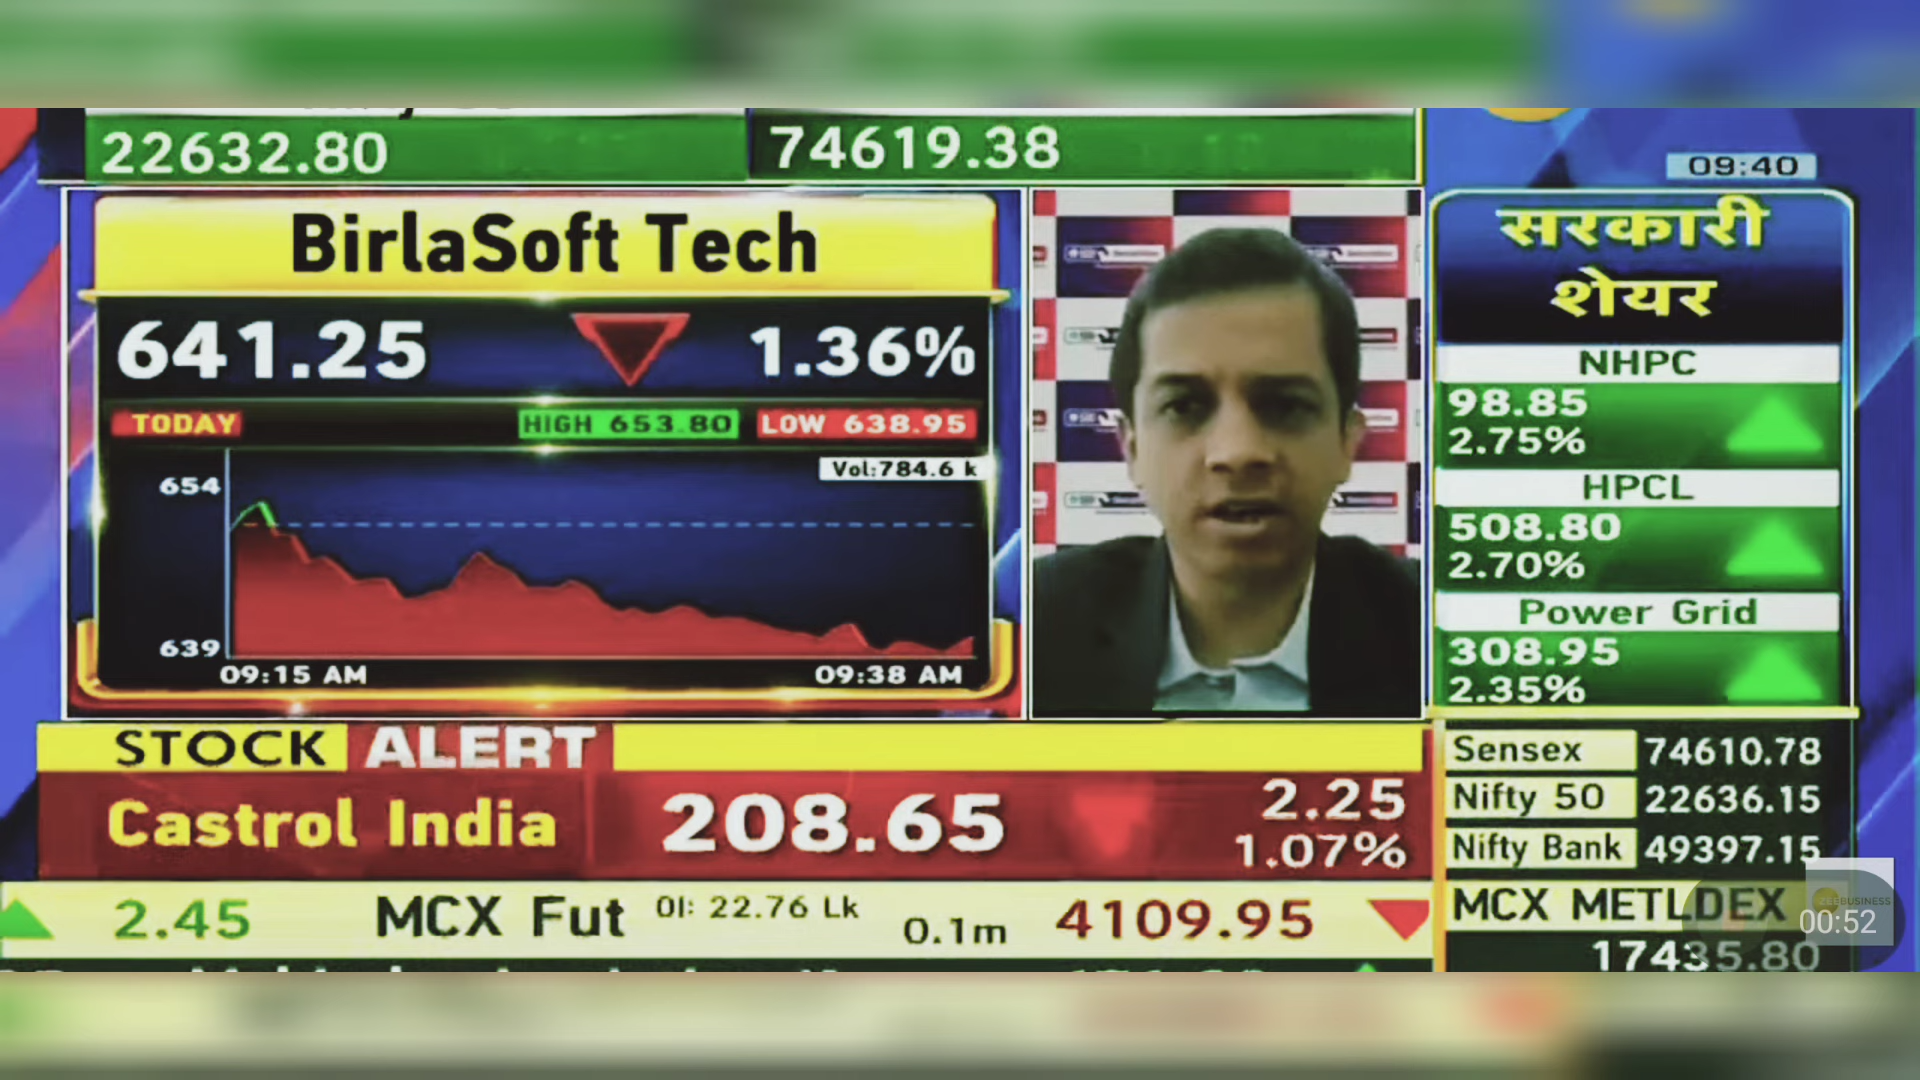 22632.80
74619.38
09:40
BirlaSoft Tech
641.25 1.36%
TODAY HIGH 653.80 LOW 638.95
Vol:784.6 k
654
639
09:15 AM 09:38 AM
सरकारी
शेयर
NHPC
98.85
2.75%
HPCL
508.80
2.70%
Power Grid
308.95
2.35%
STOCK ALERT
Castrol India 208.65 2.25
1.07%
Sensex 74610.78
Nifty 50 22636.15
Nifty Bank 49397.15
MCX METLDEX
17435.80
2.45 MCX Fut OI: 22.76 Lk 0.1m 4109.95
ZEEBUSINESS
00:52